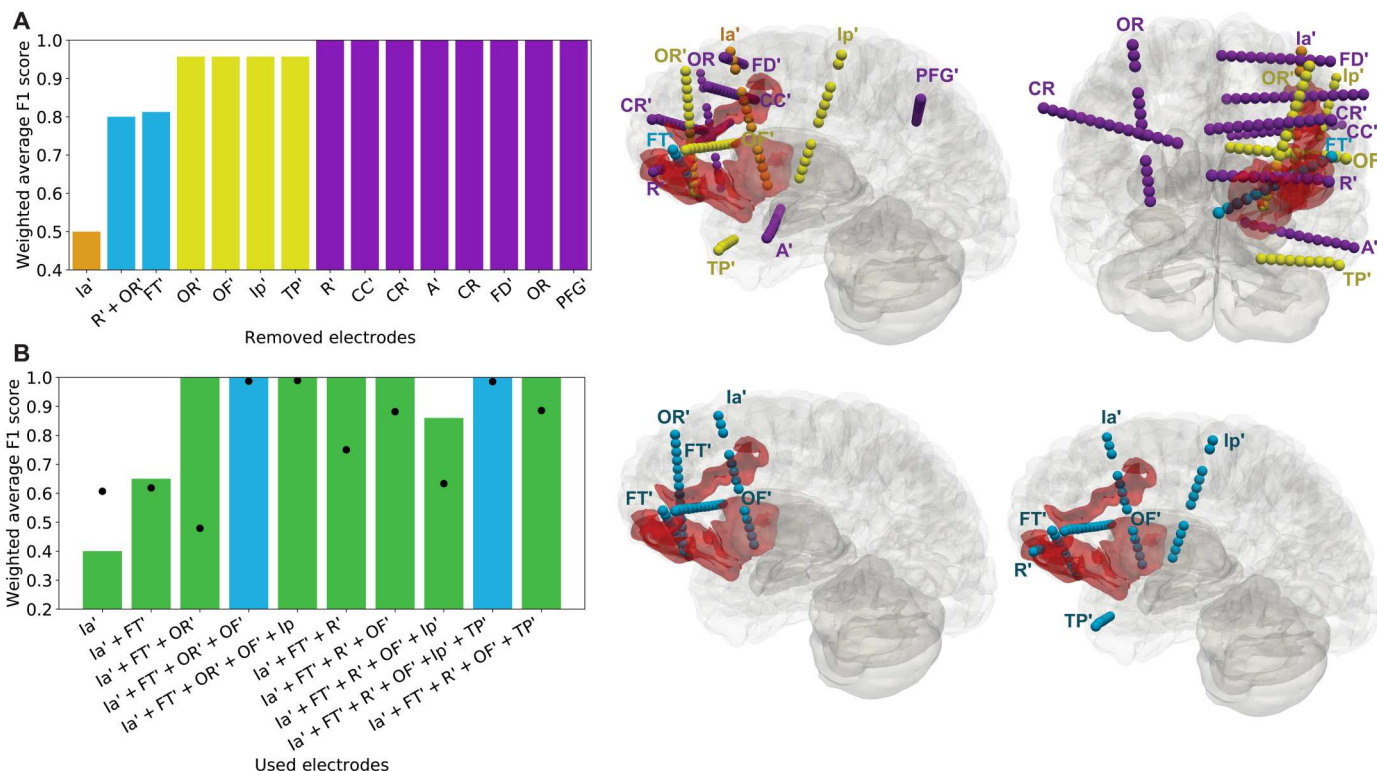 A
Weighted average F1 score
1.0
0.9
0.8
0.7
0.6
0.5
0.4
Ia'
R' + OR'
FT'
OR'
OF'
Ip'
TP'
R'
CC'
CR'
A'
CR
FD'
OR
PFG'
Removed electrodes
Ia'
Ip'
OR'
OR
FD'
PFG'
CR'
CC'
FT'
OF'
R'
A'
TP'
OR
Ia'
FD'
OR'
Ip'
CR
CR'
CC'
FT'
OF
R'
A'
TP'
B
Weighted average F1 score
1.0
0.9
0.8
0.7
0.6
0.5
0.4
0.3
0.2
Ia'
Ia' + FT'
Ia' + FT' + OR'
Ia' + FT' + OR' + OF'
Ia' + FT' + OR' + OF' + Ip
Ia' + FT' + R'
Ia' + FT' + R' + OF'
Ia' + FT' + R' + OF' + Ip'
Ia' + FT' + R' + OF' +Ip' + TP'
Ia' + FT' + R' + OF' + TP'
Used electrodes
Ia'
OR'
FT'
FT'
OF'
Ia'
Ip'
FT'
OF'
R'
TP'